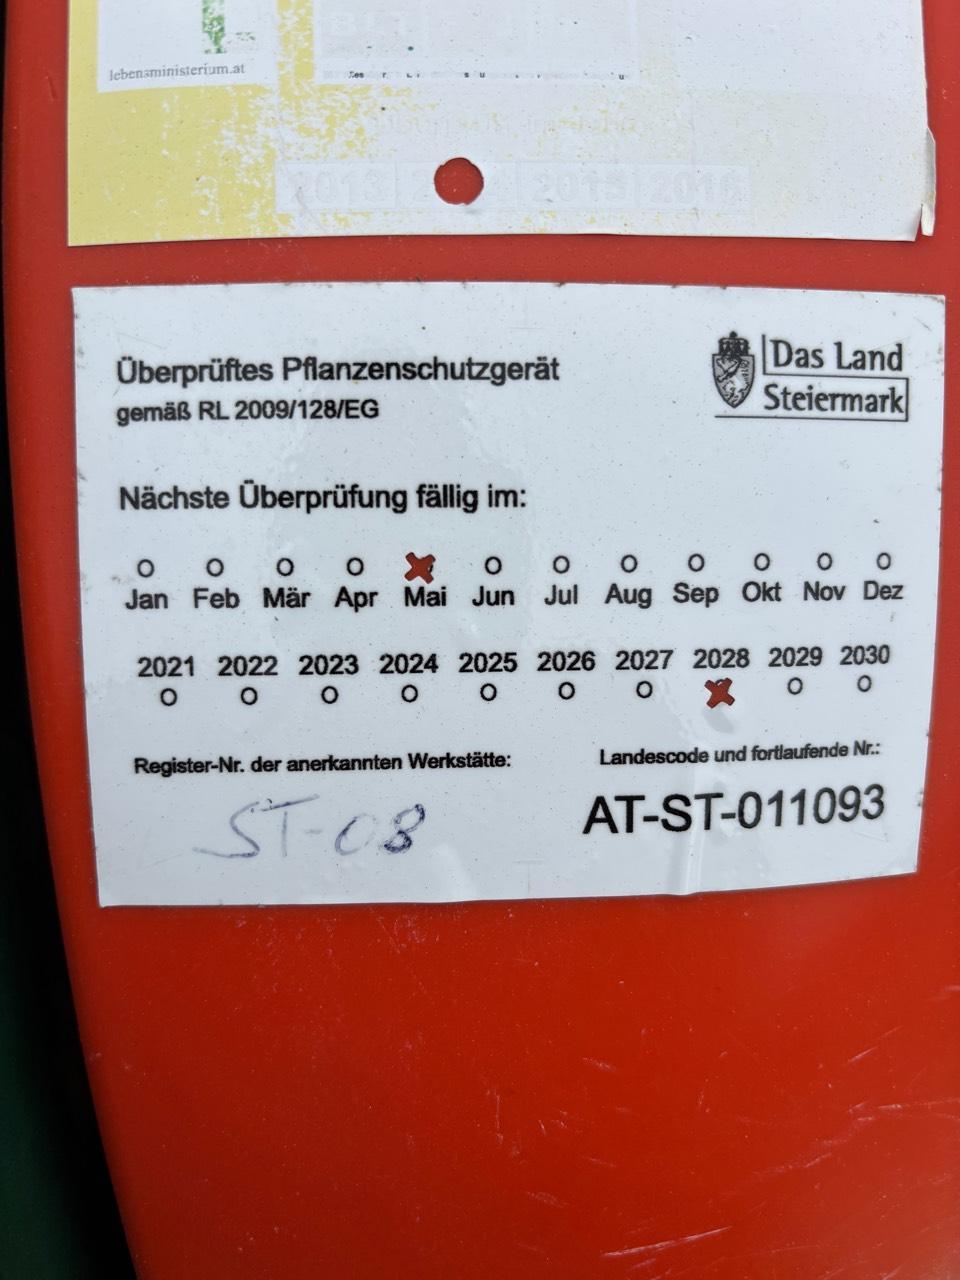 lebensministerium.at
BLT
2013 2015 2016
Überprüftes Pflanzenschutzgerät
gemäß RL 2009/128/EG
Das Land
Steiermark
Nächste Überprüfung fällig im:
Jan Feb Mär Apr Mai Jun Jul Aug Sep Okt Nov Dez
2021 2022 2023 2024 2025 2026 2027 2028 2029 2030
Register-Nr. der anerkannten Werkstätte:
Landescode und fortlaufende Nr.:
ST-08
AT-ST-011093